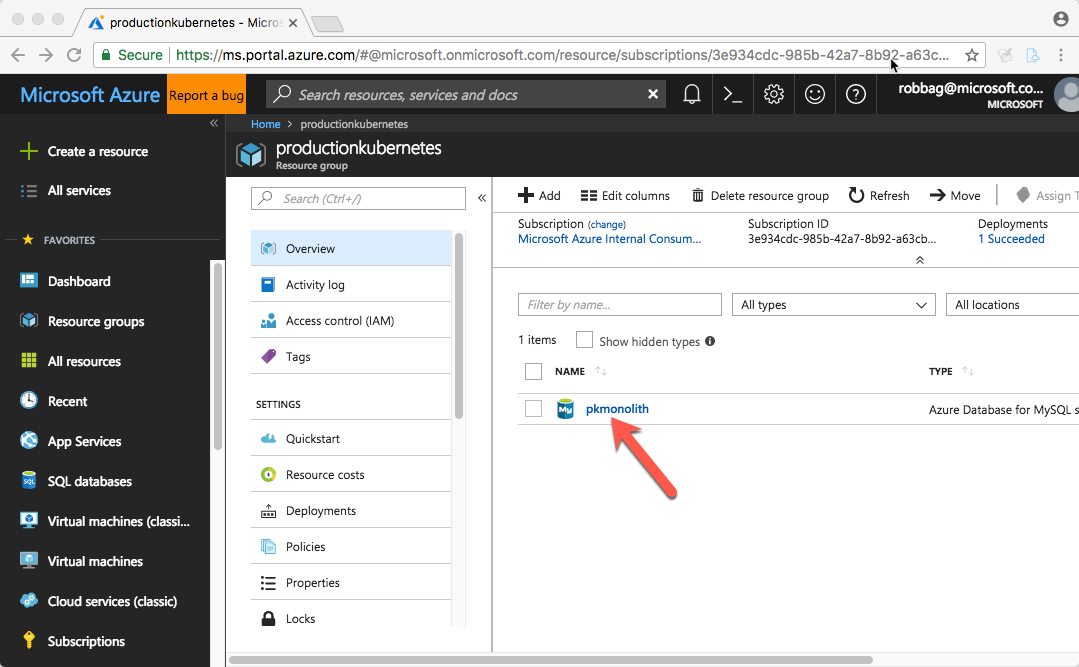 productionkubernetes - Micros
Secure
https://ms.portal.azure.com/#@microsoft.onmicrosoft.com/resource/subscriptions/3e934cdc-985b-42a7-8b92-a63c...
Microsoft Azure
Report a bug
Search resources, services and docs
robbag@microsoft.co...
MICROSOFT
Create a resource
All services
FAVORITES
Dashboard
Resource groups
All resources
Recent
App Services
SQL databases
Virtual machines (classi...
Virtual machines
Cloud services (classic)
Subscriptions
Home > productionkubernetes
productionkubernetes
Resource group
Search (Ctrl+/)
Overview
Activity log
Access control (IAM)
Tags
SETTINGS
Quickstart
Resource costs
Deployments
Policies
Properties
Locks
Add
Edit columns
Delete resource group
Refresh
Move
Assign T
Subscription (change)
Microsoft Azure Internal Consum...
Subscription ID
3e934cdc-985b-42a7-8b92-a63cb...
Deployments
1 Succeeded
Filter by name...
All types
All locations
1 items
Show hidden types
NAME
TYPE
My
pkmonolith
Azure Database for MySQL s